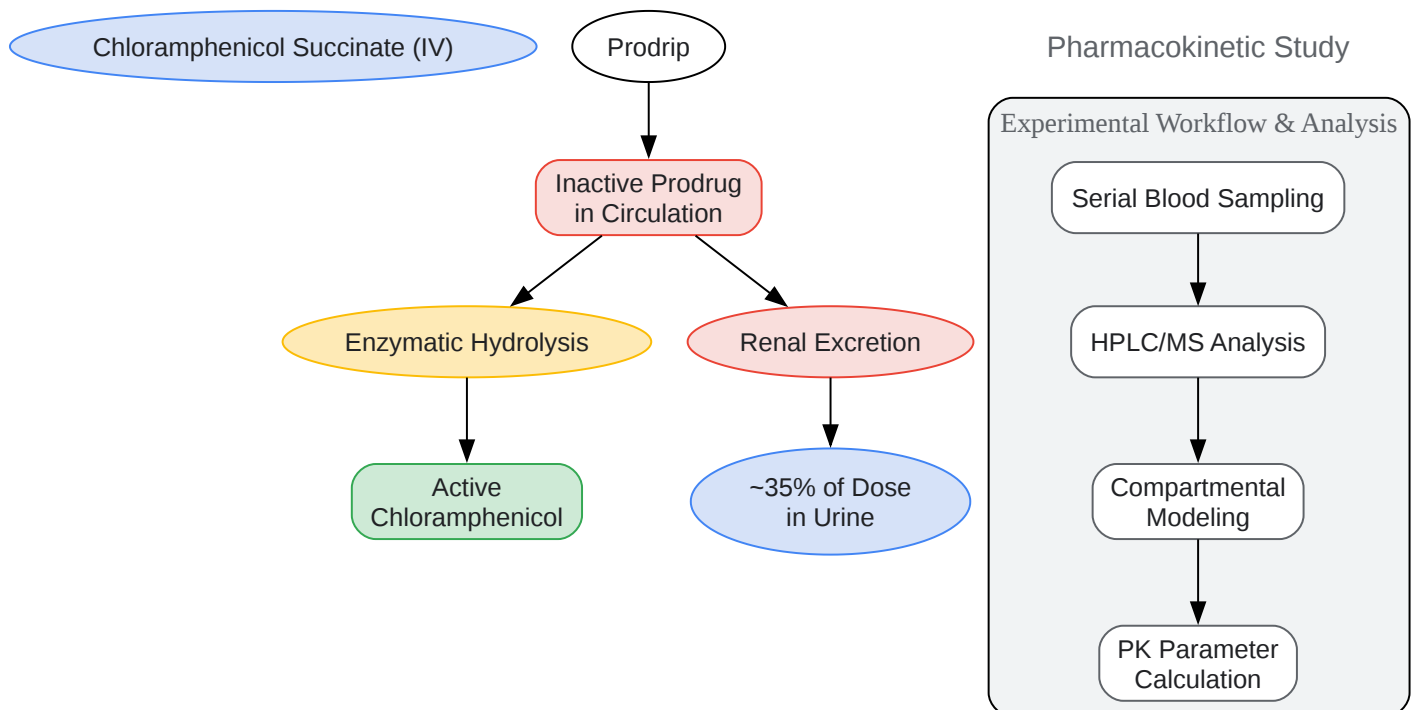 Chloramphenicol Succinate (IV)
Prodrip
Pharmacokinetic Study
Inactive Prodrug
in Circulation
Enzymatic Hydrolysis
Renal Excretion
Active
Chloramphenicol
~35% of Dose
in Urine
Experimental Workflow & Analysis
Serial Blood Sampling
HPLC/MS Analysis
Compartmental
Modeling
PK Parameter
Calculation